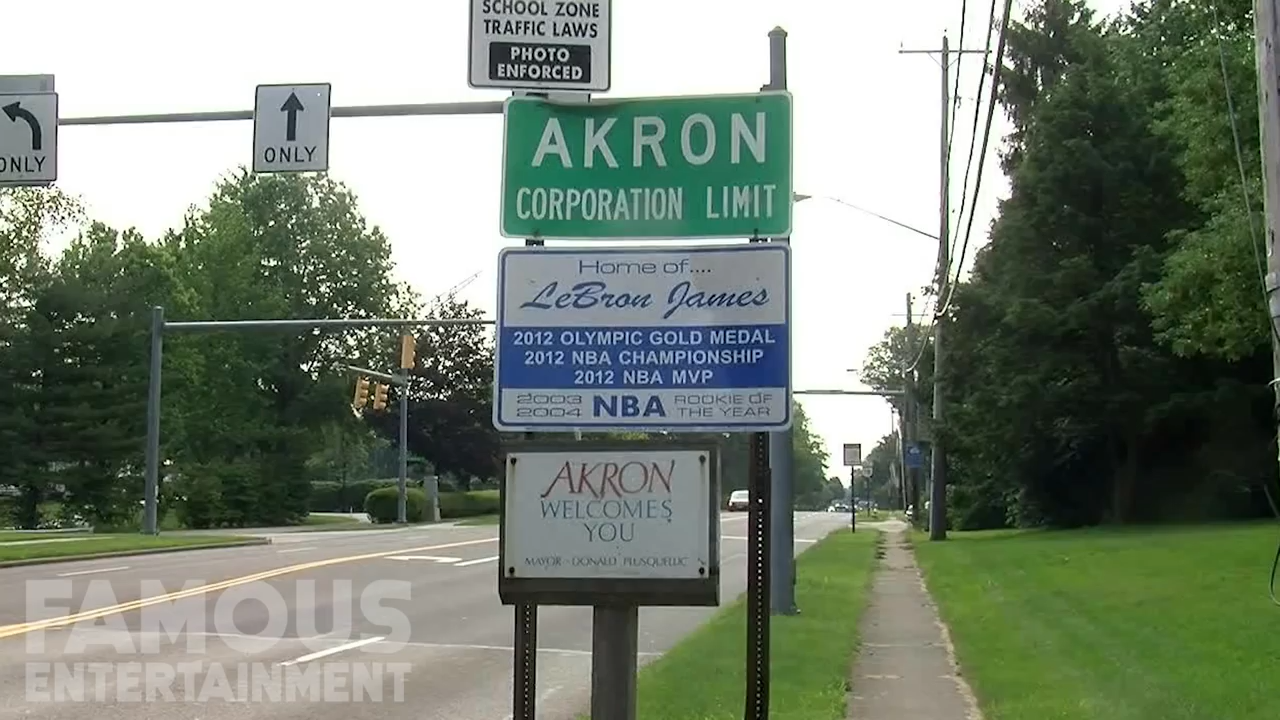 SCHOOL ZONE
TRAFFIC LAWS
PHOTO
ENFORCED
ONLY
ONLY
AKRON
CORPORATION LIMIT
Home of....
LeBron James
2012 OLYMPIC GOLD MEDAL
2012 NBA CHAMPIONSHIP
2012 NBA MVP
2003
2004
NBA
ROOKIE OF
THE YEAR
AKRON
WELCOMES
YOU
MAYOR - DONALD PLUSQUELLIC
FAMOUS
ENTERTAINMENT